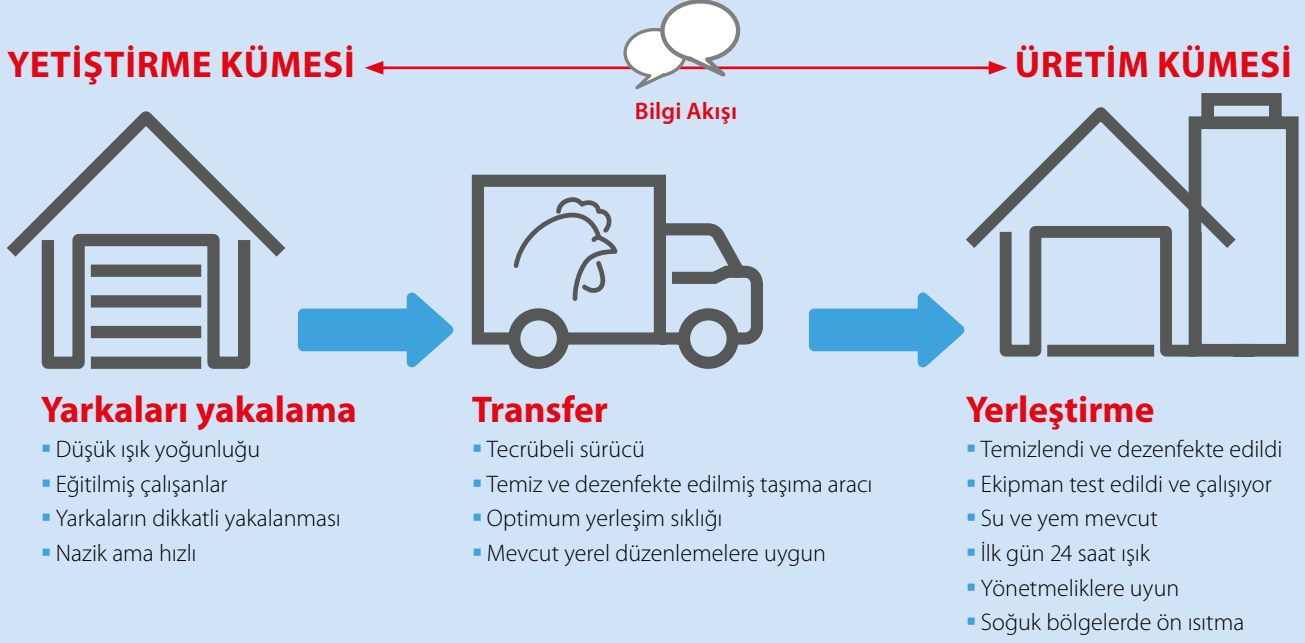 YETİŞTİRME KÜMESİ
Bilgi Akışı
ÜRETİM KÜMESİ
Yarkaları yakalama
Düşük ışık yoğunluğu
Eğitilmiş çalışanlar
Yarkaların dikkatli yakalanması
Nazik ama hızlı
Transfer
Tecrübeli sürücü
Temiz ve dezenfekte edilmiş taşıma aracı
Optimum yerleşim sıklığı
Mevcut yerel düzenlemelere uygun
Yerleştirme
Temizlendi ve dezenfekte edildi
Ekipman test edildi ve çalışıyor
Su ve yem mevcut
İlk gün 24 saat ışık
Yönetmeliklere uyun
Soğuk bölgelerde ön ısıtma